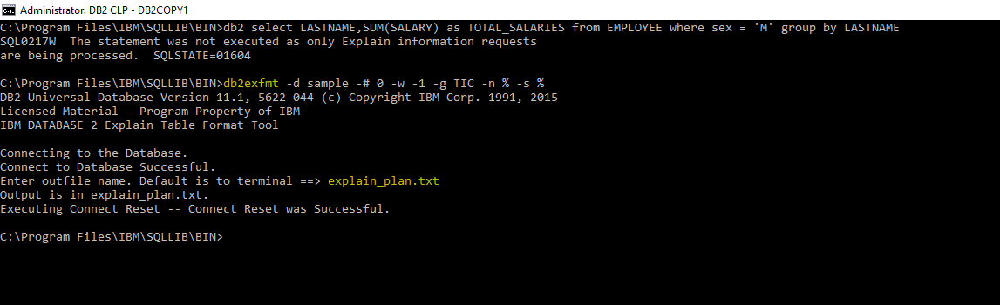 Administrator: DB2 CLP - DB2COPY1
C:\Program Files\IBM\SQLLIB\BIN>db2 select LASTNAME,SUM(SALARY) as TOTAL_SALARIES from EMPLOYEE where sex = 'M' group by LASTNAME
SQL0217W  The statement was not executed as only Explain information requests
are being processed.  SQLSTATE=01604
C:\Program Files\IBM\SQLLIB\BIN>db2exfmt -d sample -# 0 -w -1 -g TIC -n % -s %
DB2 Universal Database Version 11.1, 5622-044 (c) Copyright IBM Corp. 1991, 2015
Licensed Material - Program Property of IBM
IBM DATABASE 2 Explain Table Format Tool
Connecting to the Database.
Connect to Database Successful.
Enter outfile name. Default is to terminal ==> explain_plan.txt
Output is in explain_plan.txt.
Executing Connect Reset -- Connect Reset was Successful.
C:\Program Files\IBM\SQLLIB\BIN>